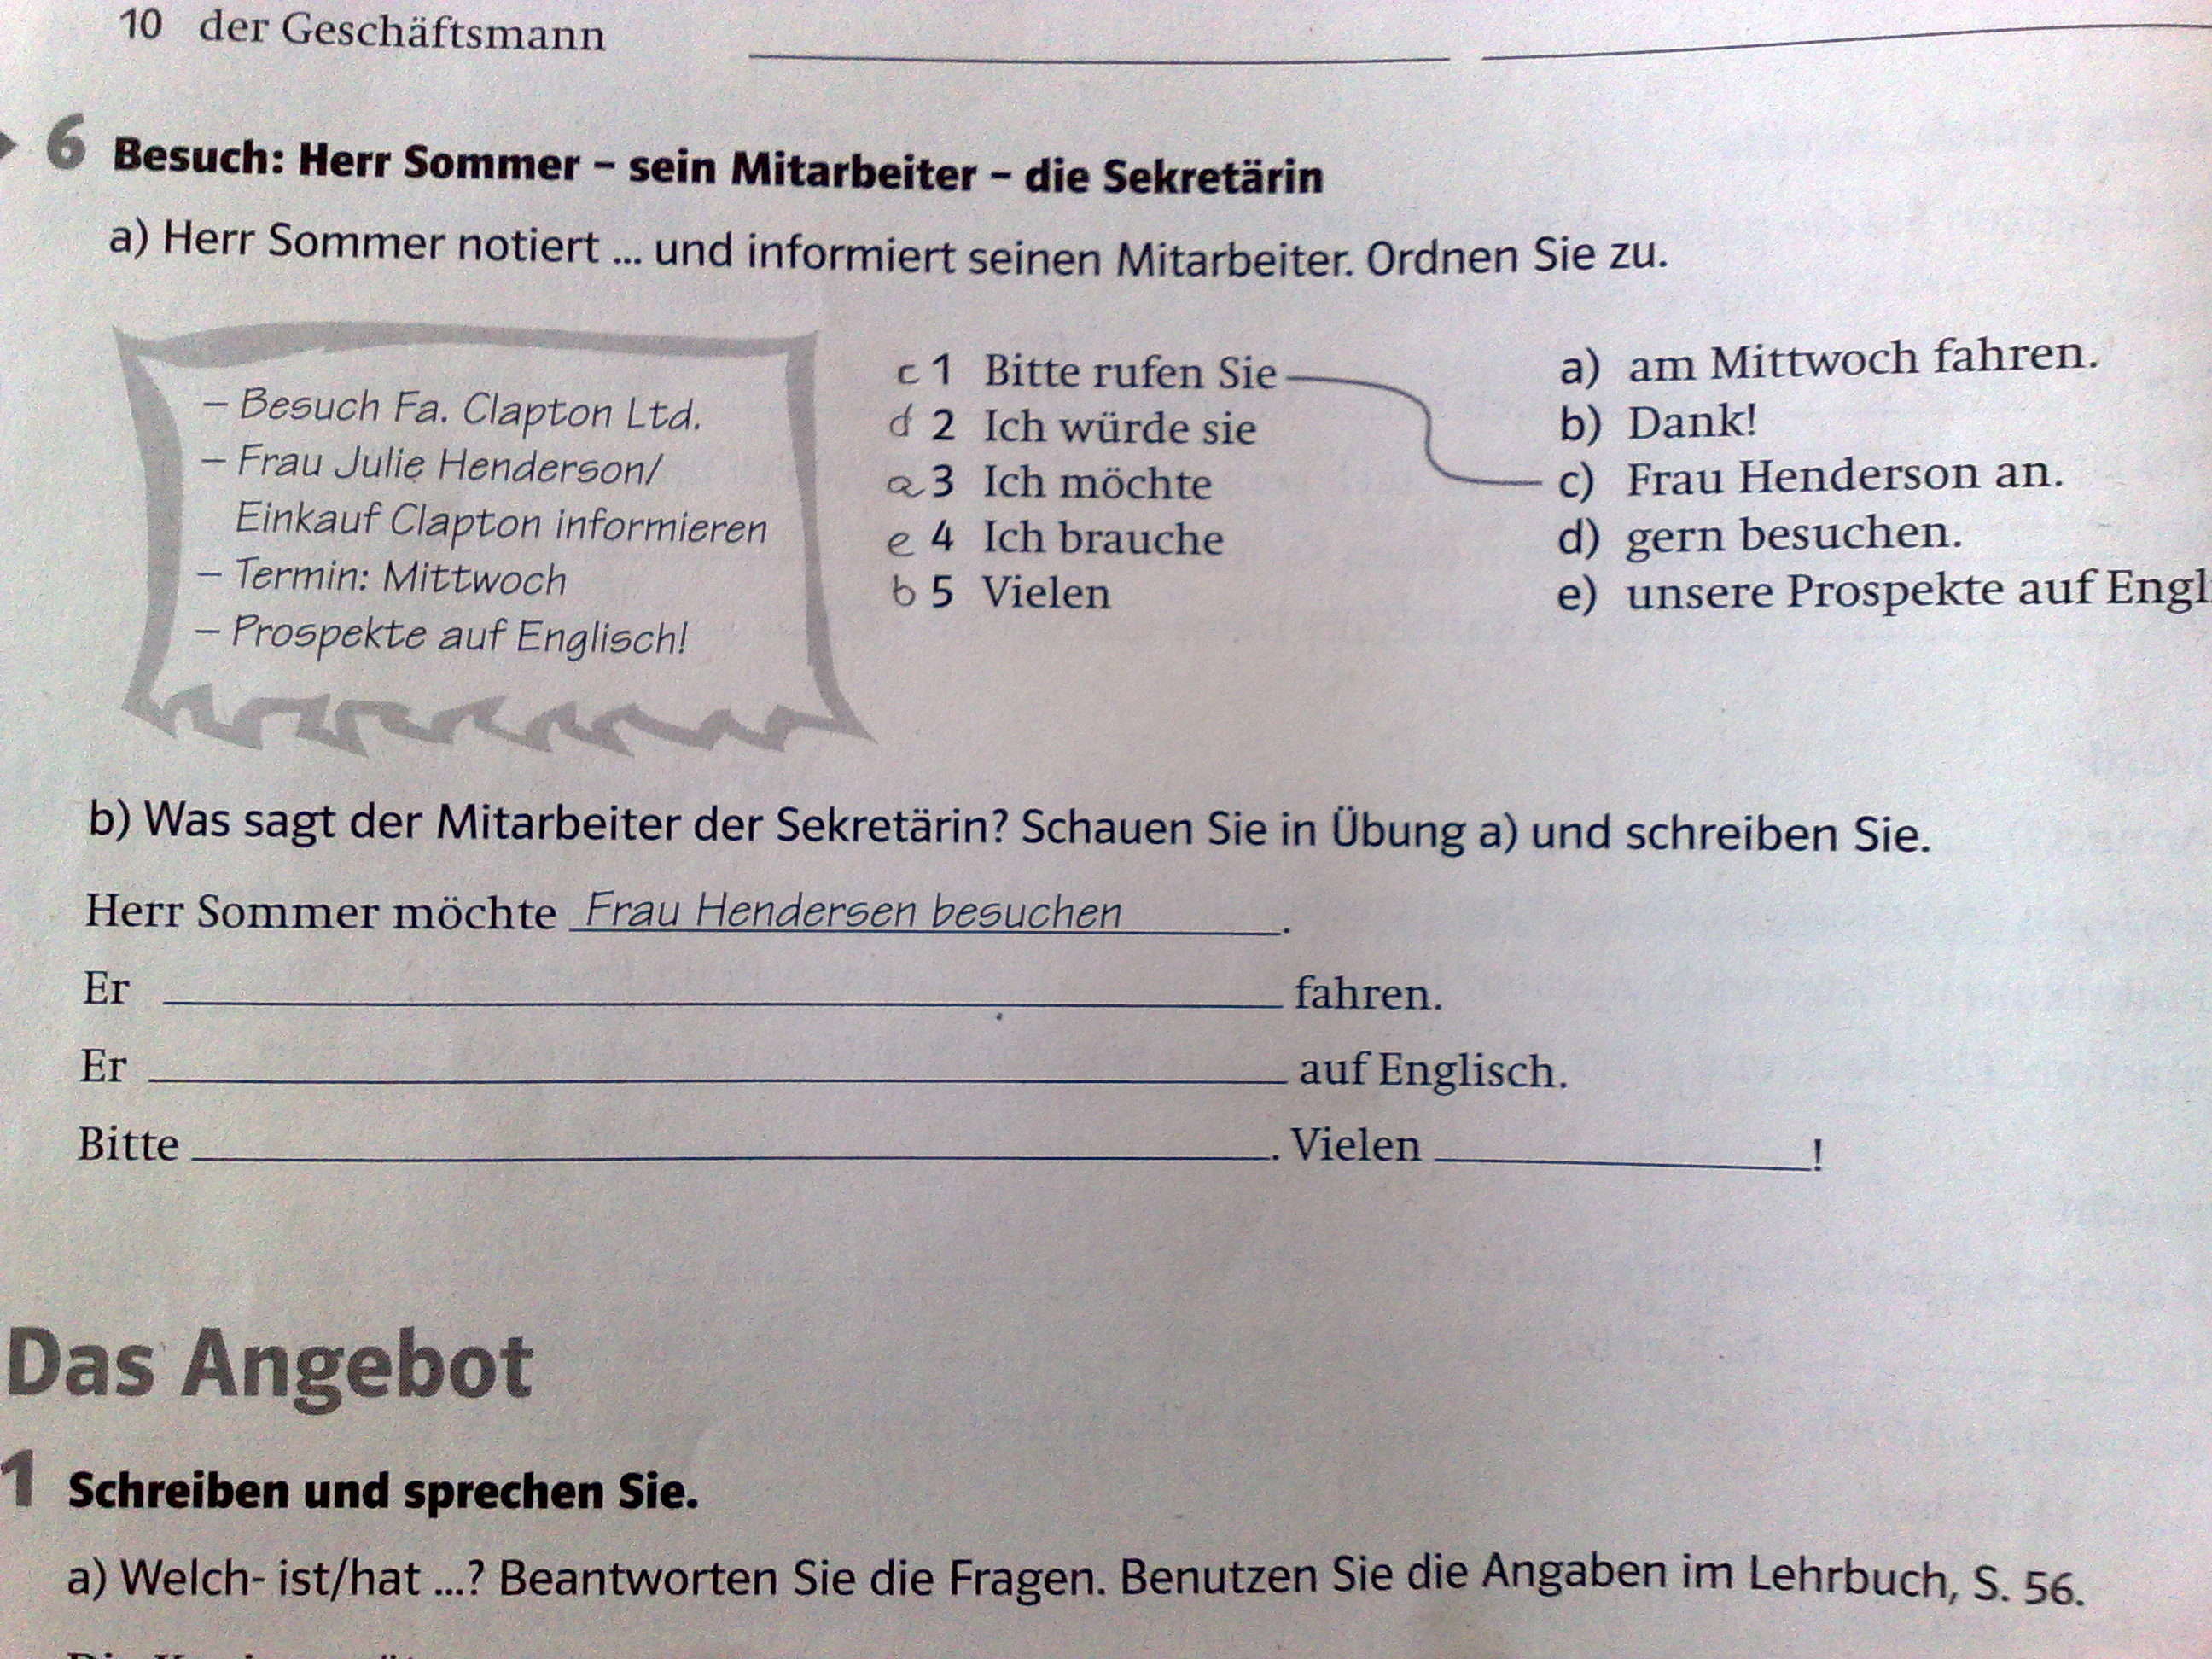 10 der Geschäftsmann
6 Besuch: Herr Sommer – sein Mitarbeiter – die Sekretärin
a) Herr Sommer notiert ... und informiert seinen Mitarbeiter. Ordnen Sie zu.
– Besuch Fa. Clapton Ltd.
– Frau Julie Henderson/
Einkauf Clapton informieren
– Termin: Mittwoch
– Prospekte auf Englisch!
c 1 Bitte rufen Sie
d 2 Ich würde sie
a 3 Ich möchte
e 4 Ich brauche
b 5 Vielen
a) am Mittwoch fahren.
b) Dank!
c) Frau Henderson an.
d) gern besuchen.
e) unsere Prospekte auf Engl
b) Was sagt der Mitarbeiter der Sekretärin? Schauen Sie in Übung a) und schreiben Sie.
Herr Sommer möchte Frau Hendersen besuchen.
Er fahren.
Er auf Englisch.
Bitte . Vielen !
Das Angebot
1 Schreiben und sprechen Sie.
a) Welch- ist/hat ...? Beantworten Sie die Fragen. Benutzen Sie die Angaben im Lehrbuch, S. 56.